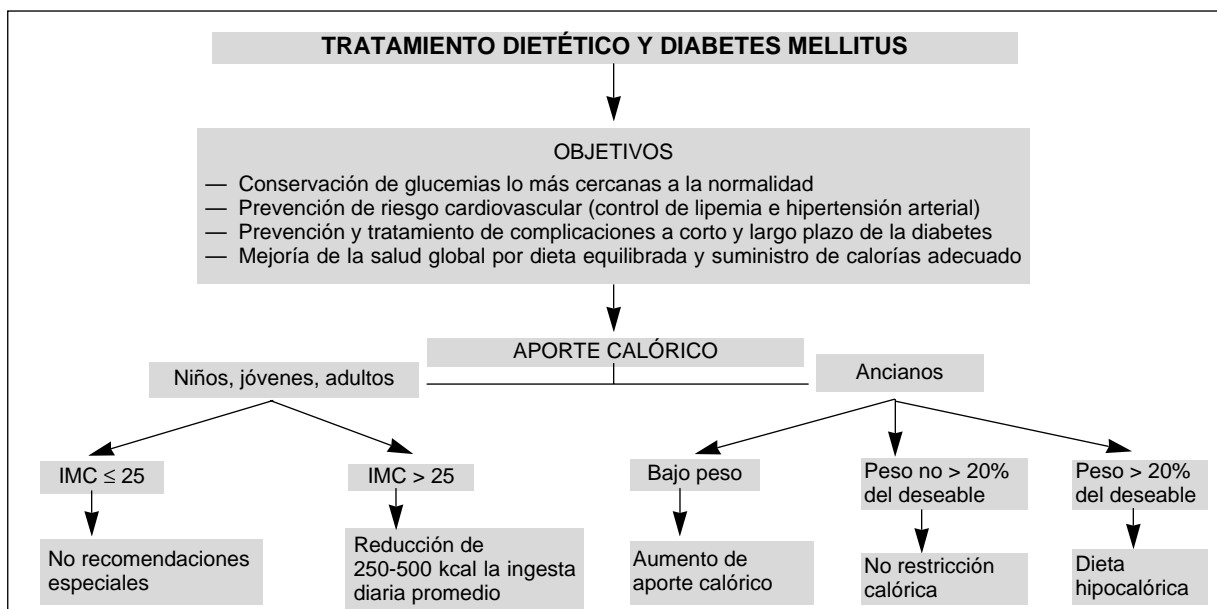 TRATAMIENTO DIETÉTICO Y DIABETES MELLITUS
OBJETIVOS
— Conservación de glucemias lo más cercanas a la normalidad
— Prevención de riesgo cardiovascular (control de lipemia e hipertensión arterial)
— Prevención y tratamiento de complicaciones a corto y largo plazo de la diabetes
— Mejoría de la salud global por dieta equilibrada y suministro de calorías adecuado
APORTE CALÓRICO
Niños, jóvenes, adultos
Ancianos
IMC ≤ 25
IMC > 25
Bajo peso
Peso no > 20%
del deseable
Peso > 20%
del deseable
No recomendaciones
especiales
Reducción de
250-500 kcal la ingesta
diaria promedio
Aumento de
aporte calórico
No restricción
calórica
Dieta
hipocalórica